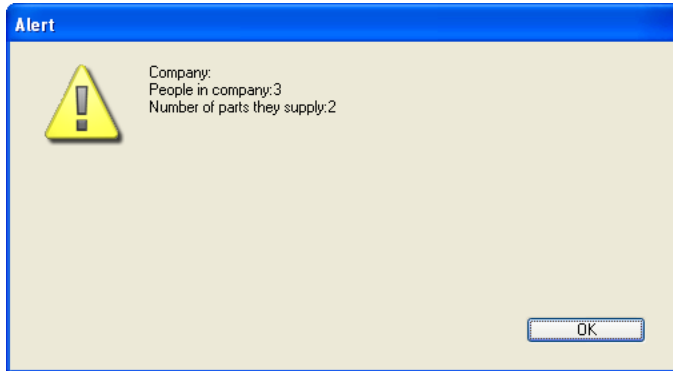 Alert
Company:
People in company:3
Number of parts they supply:2
OK